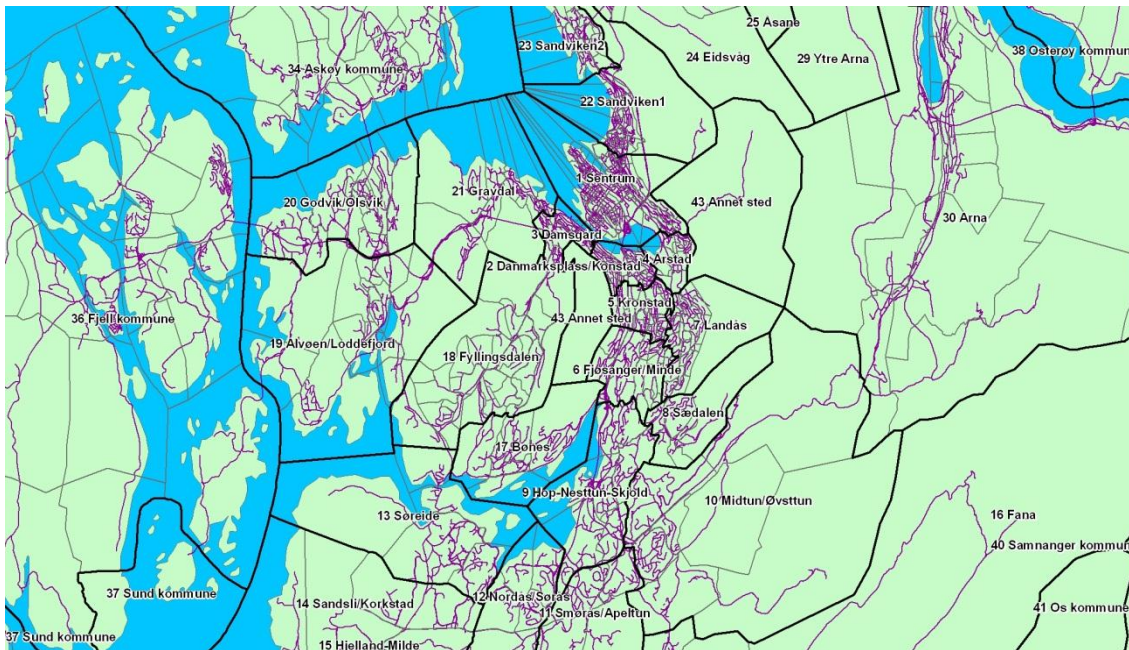 25 Åsane
23 Sandviken2
38 Osterøy kommune
24 Eidsvåg
29 Ytre Arna
34 Askøy kommune
22 Sandviken1
1 Sentrum
21 Gravdal
20 Godvik/Olsvik
43 Annet sted
30 Arna
3 Damsgård
4 Årstad
2 Danmarksplass/Konstad
5 Kronstad
36 Fjell kommune
43 Annet sted
7 Landås
19 Alvøen/Loddefjord
18 Fyllingsdalen
6 Fjøsanger/Minde
8 Sædalen
17 Bønes
9 Hop-Nesttun-Skjold
10 Midtun/Øvsttun
13 Søreide
16 Fana
40 Samnanger kommun
37 Sund kommune
12 Nordås/Søråš
14 Sandsli/Korkstad
11 Smørås/Apeltun
41 Os kommune
37 Sund kommune
15 Hjelland-Milde